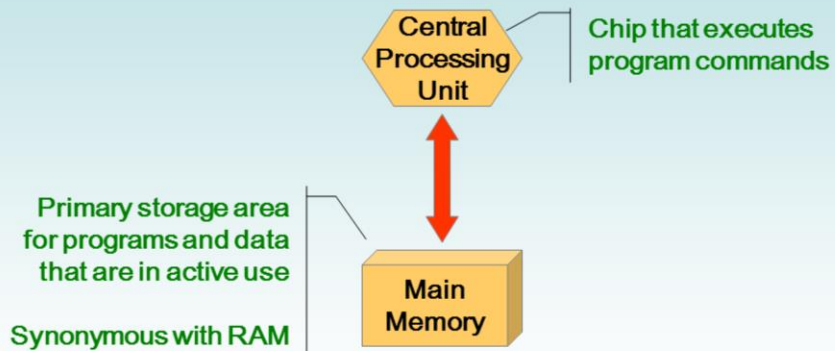 Central
Processing
Unit
Chip that executes
program commands
Primary storage area
for programs and data
that are in active use
Synonymous with RAM
Main
Memory